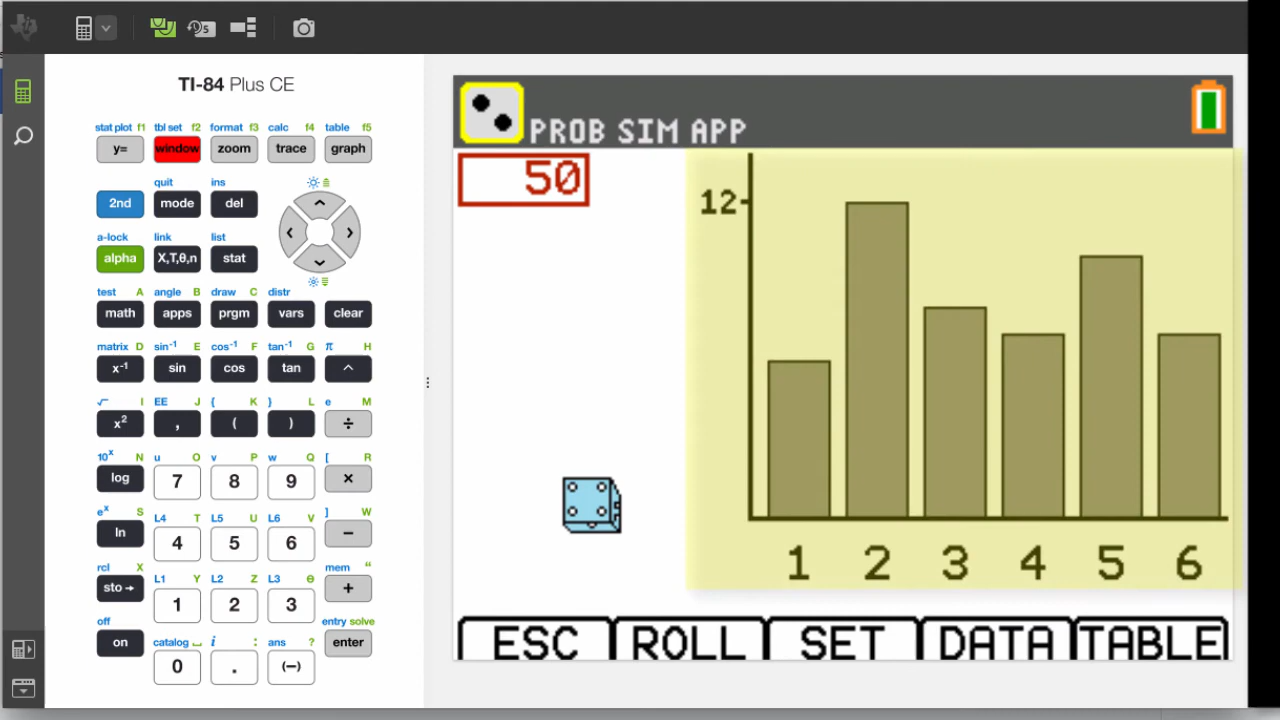 TI-84 Plus CE
stat plot f1 tbl set f2 format f3 calc f4 table f5
y= window zoom trace graph
quit ins
2nd mode del
a-lock link list
alpha X,T,θ,n stat
test A angle B draw C distr
math apps prgm vars clear
matrix D sin⁻¹ E cos⁻¹ F tan⁻¹ G π H
x⁻¹ sin cos tan ^
√ I EE J { K } L e M
x² , ( ) ÷
10ˣ N u O v P w Q [ R
log 7 8 9 ×
eˣ S L4 T L5 U L6 V ] W
ln 4 5 6 −
rcl X L1 Y L2 Z L3 θ mem “
sto→ 1 2 3 +
off catalog ⎵ i : ans ? entry solve
on 0 . (−) enter
PROB SIM APP
50
12
1 2 3 4 5 6
ESC ROLL SET DATA TABLE